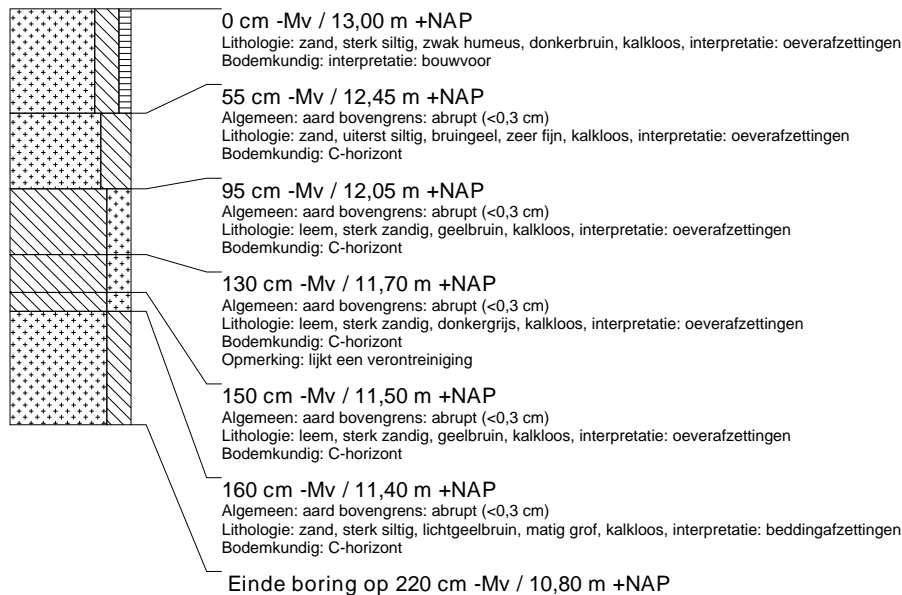 0 cm -Mv / 13,00 m +NAP
Lithologie: zand, sterk siltig, zwak humeus, donkerbruin, kalkloos, interpretatie: oeverafzettingen
Bodemkundig: interpretatie: bouwvoor
55 cm -Mv / 12,45 m +NAP
Algemeen: aard bovengrens: abrupt (<0,3 cm)
Lithologie: zand, uiterst siltig, bruingeel, zeer fijn, kalkloos, interpretatie: oeverafzettingen
Bodemkundig: C-horizont
95 cm -Mv / 12,05 m +NAP
Algemeen: aard bovengrens: abrupt (<0,3 cm)
Lithologie: leem, sterk zandig, geelbruin, kalkloos, interpretatie: oeverafzettingen
Bodemkundig: C-horizont
130 cm -Mv / 11,70 m +NAP
Algemeen: aard bovengrens: abrupt (<0,3 cm)
Lithologie: leem, sterk zandig, donkergrijs, kalkloos, interpretatie: oeverafzettingen
Bodemkundig: C-horizont
Opmerking: lijkt een verontreiniging
150 cm -Mv / 11,50 m +NAP
Algemeen: aard bovengrens: abrupt (<0,3 cm)
Lithologie: leem, sterk zandig, geelbruin, kalkloos, interpretatie: oeverafzettingen
Bodemkundig: C-horizont
160 cm -Mv / 11,40 m +NAP
Algemeen: aard bovengrens: abrupt (<0,3 cm)
Lithologie: zand, sterk siltig, lichtgeelbruin, matig grof, kalkloos, interpretatie: beddingafzettingen
Bodemkundig: C-horizont
Einde boring op 220 cm -Mv / 10,80 m +NAP